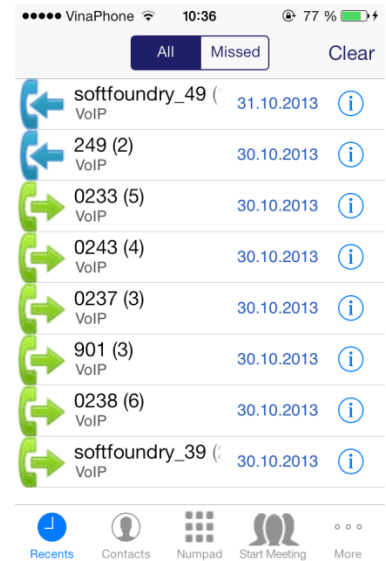 VinaPhone 10:36 77 %
All Missed Clear
softfoundry_49 ( 31.10.2013
VoIP
249 (2) 30.10.2013
VoIP
0233 (5) 30.10.2013
VoIP
0243 (4) 30.10.2013
VoIP
0237 (3) 30.10.2013
VoIP
901 (3) 30.10.2013
VoIP
0238 (6) 30.10.2013
VoIP
softfoundry_39 ( 30.10.2013
VoIP
Recents Contacts Numpad Start Meeting More